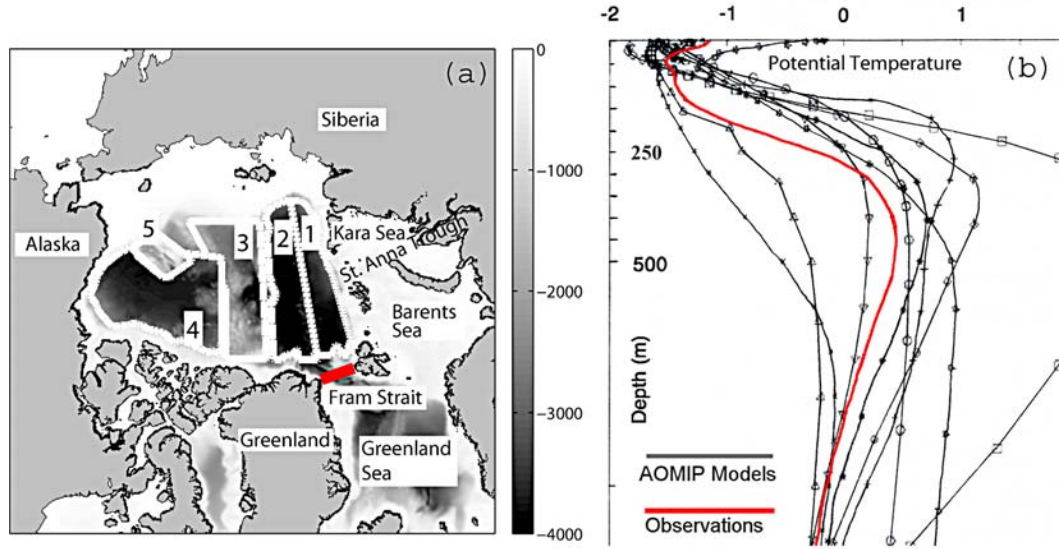 (a)
0
-1000
-2000
-3000
-4000
Siberia
Alaska
5
3
2
1
4
Kara Sea
St. Anna Trough
Barents
Sea
Fram Strait
Greenland
Greenland
Sea
-2
-1
0
1
Potential Temperature
(b)
250
500
Depth (m)
AOMIP Models
Observations